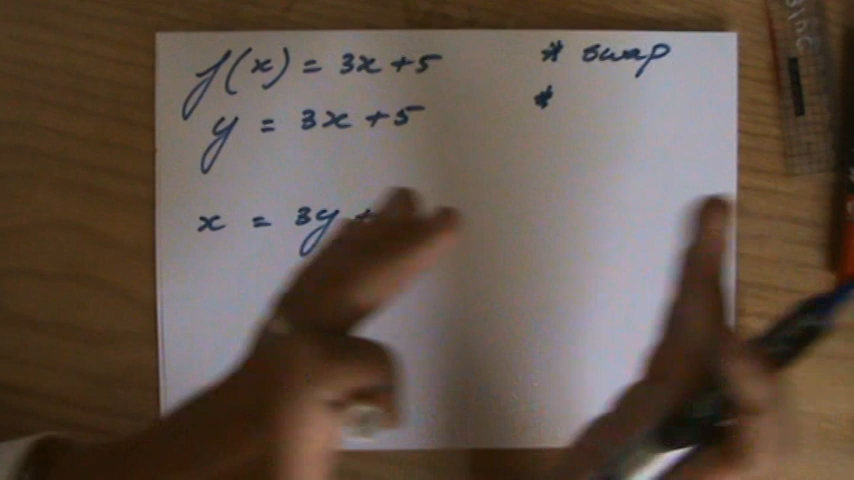 f(x) = 3x+5
* swap
y = 3x+5
*
x = 3y +